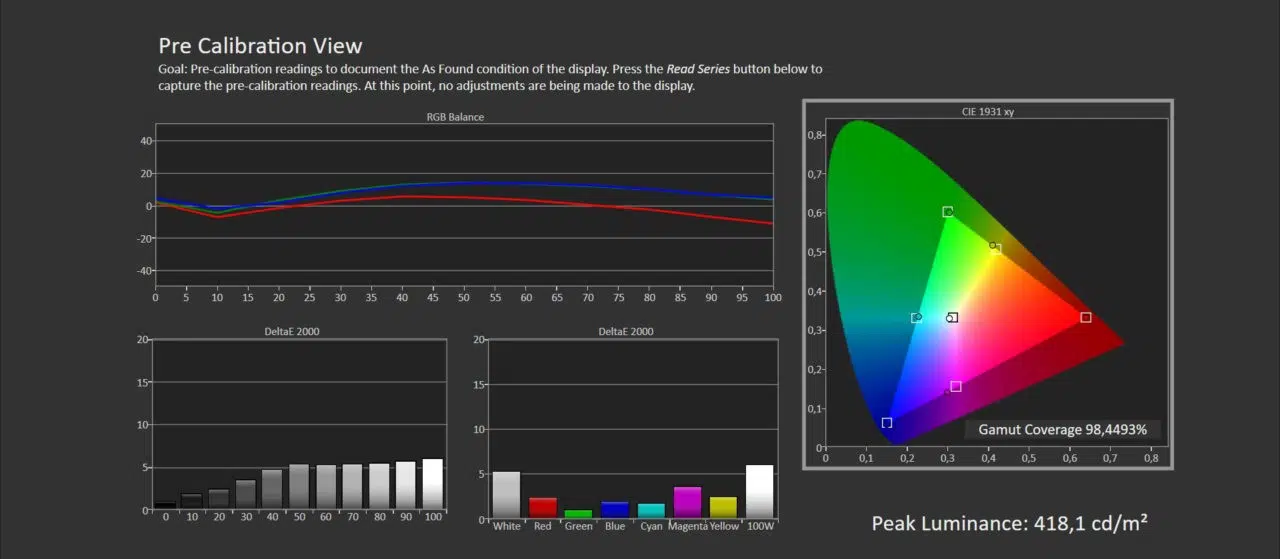 Pre Calibration View
Goal: Pre-calibration readings to document the As Found condition of the display. Press the Read Series button below to
capture the pre-calibration readings. At this point, no adjustments are being made to the display.
RGB Balance
40
20
0
-20
-40
0 5 10 15 20 25 30 35 40 45 50 55 60 65 70 75 80 85 90 95 100
DeltaE 2000
20
15
10
5
0
0 10 20 30 40 50 60 70 80 90 100
DeltaE 2000
20
15
10
5
0
White Red Green Blue Cyan Magenta Yellow 100W
CIE 1931 xy
0,8
0,7
0,6
0,5
0,4
0,3
0,2
0,1
0
0 0,1 0,2 0,3 0,4 0,5 0,6 0,7 0,8
Gamut Coverage 98,4493%
Peak Luminance: 418,1 cd/m²